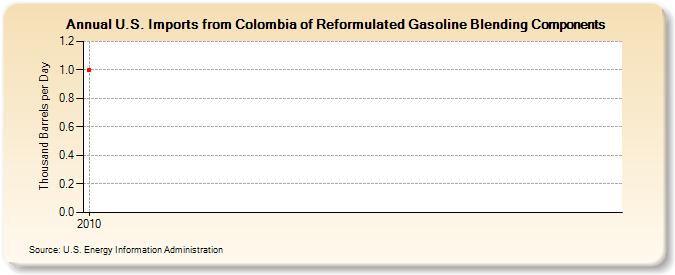 Annual U.S. Imports from Colombia of Reformulated Gasoline Blending Components
Thousand Barrels per Day
1.2
1.0
0.8
0.6
0.4
0.2
0.0
2010
Source: U.S. Energy Information Administration